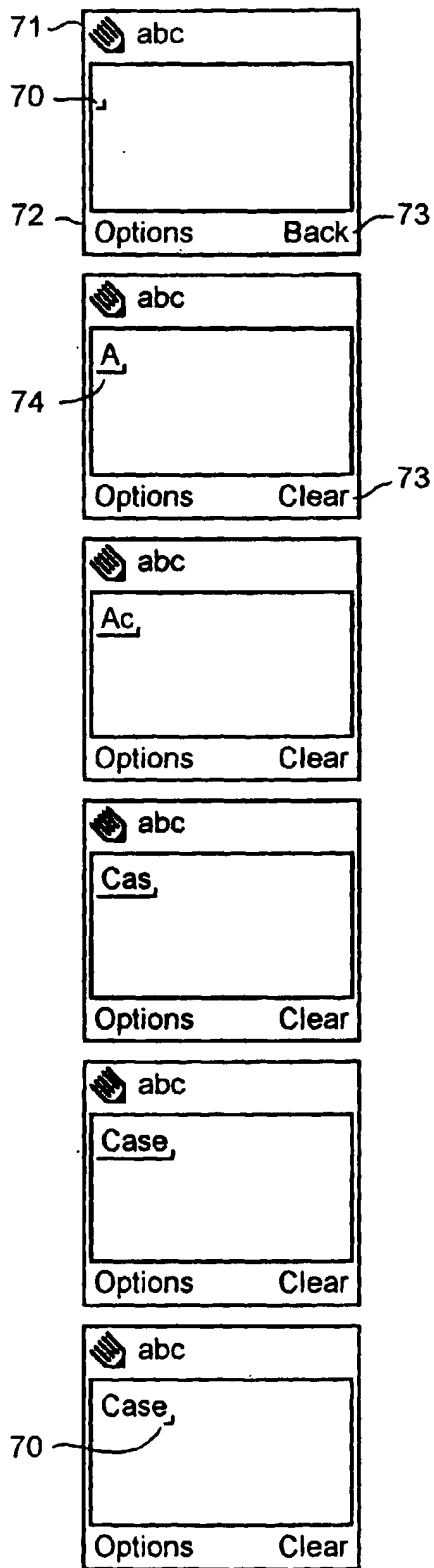 71 abc
70
72 Options Back 73
abc
A
74
Options Clear 73
abc
Ac
Options Clear
abc
Cas
Options Clear
abc
Case
Options Clear
abc
Case
70
Options Clear